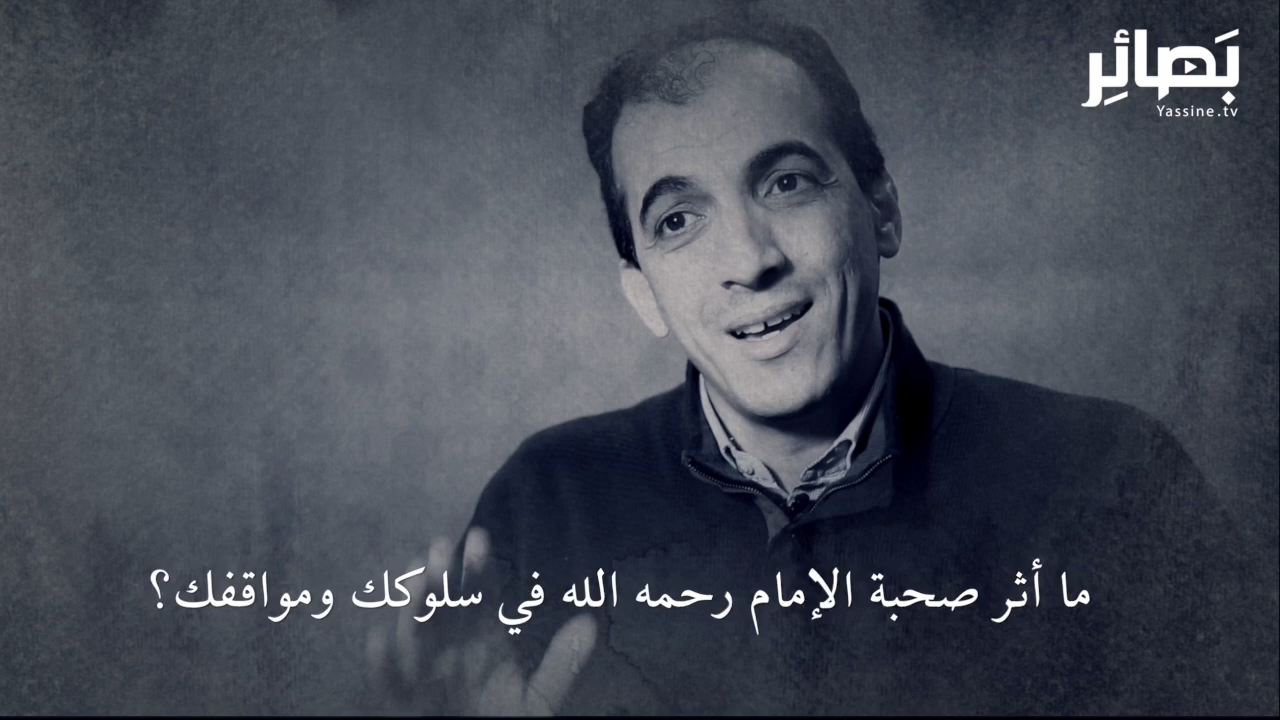 بَصائِر
Yassine.tv
ما أثر صحبة الإمام رحمه الله في سلوكك ومواقفك؟